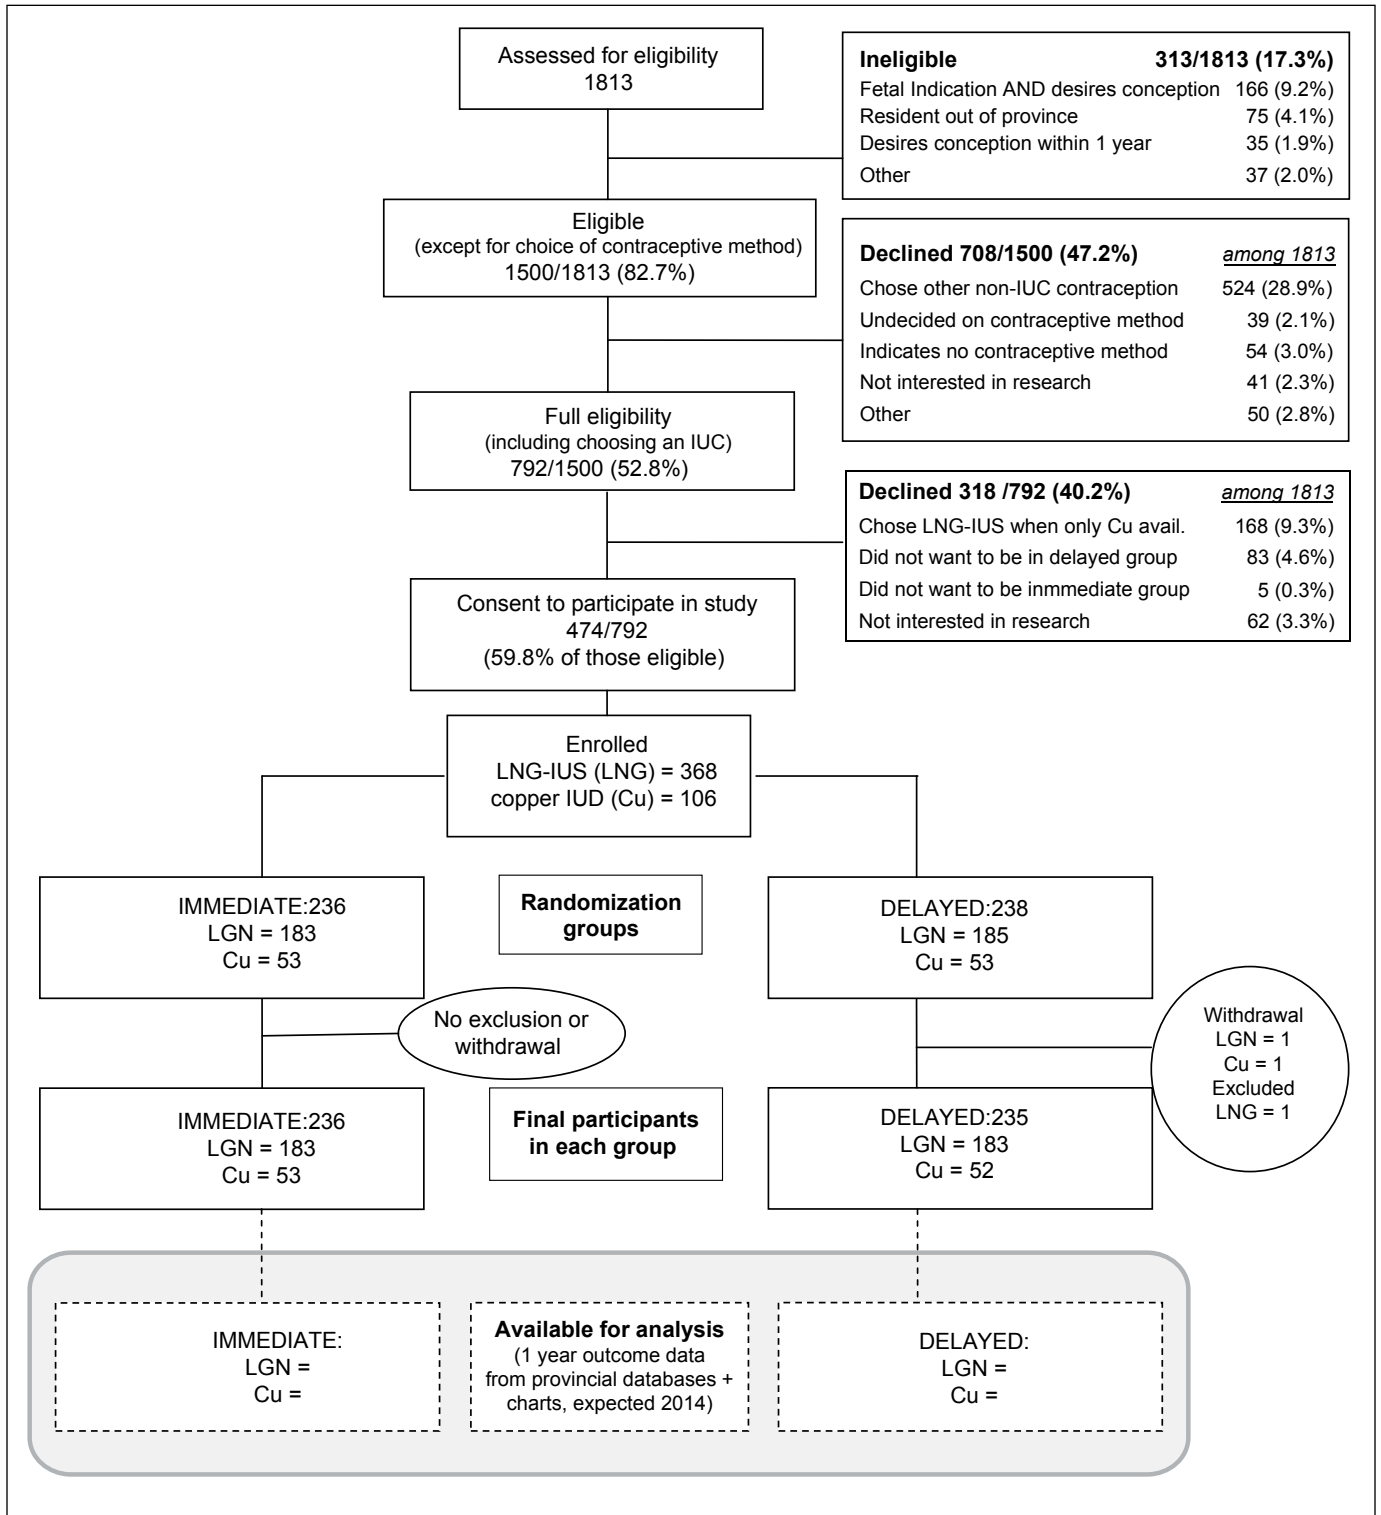 Assessed for eligibility
1813
Ineligible 313/1813 (17.3%)
Fetal Indication AND desires conception 166 (9.2%)
Resident out of province 75 (4.1%)
Desires conception within 1 year 35 (1.9%)
Other 37 (2.0%)
Eligible
(except for choice of contraceptive method)
1500/1813 (82.7%)
Declined 708/1500 (47.2%) among 1813
Chose other non-IUC contraception 524 (28.9%)
Undecided on contraceptive method 39 (2.1%)
Indicates no contraceptive method 54 (3.0%)
Not interested in research 41 (2.3%)
Other 50 (2.8%)
Full eligibility
(including choosing an IUC)
792/1500 (52.8%)
Declined 318 /792 (40.2%) among 1813
Chose LNG-IUS when only Cu avail. 168 (9.3%)
Did not want to be in delayed group 83 (4.6%)
Did not want to be inmmediate group 5 (0.3%)
Not interested in research 62 (3.3%)
Consent to participate in study
474/792
(59.8% of those eligible)
Enrolled
LNG-IUS (LNG) = 368
copper IUD (Cu) = 106
IMMEDIATE:236
LGN = 183
Cu = 53
Randomization
groups
DELAYED:238
LGN = 185
Cu = 53
No exclusion or
withdrawal
Withdrawal
LGN = 1
Cu = 1
Excluded
LNG = 1
IMMEDIATE:236
LGN = 183
Cu = 53
Final participants
in each group
DELAYED:235
LGN = 183
Cu = 52
IMMEDIATE:
LGN =
Cu =
Available for analysis
(1 year outcome data
from provincial databases +
charts, expected 2014)
DELAYED:
LGN =
Cu =